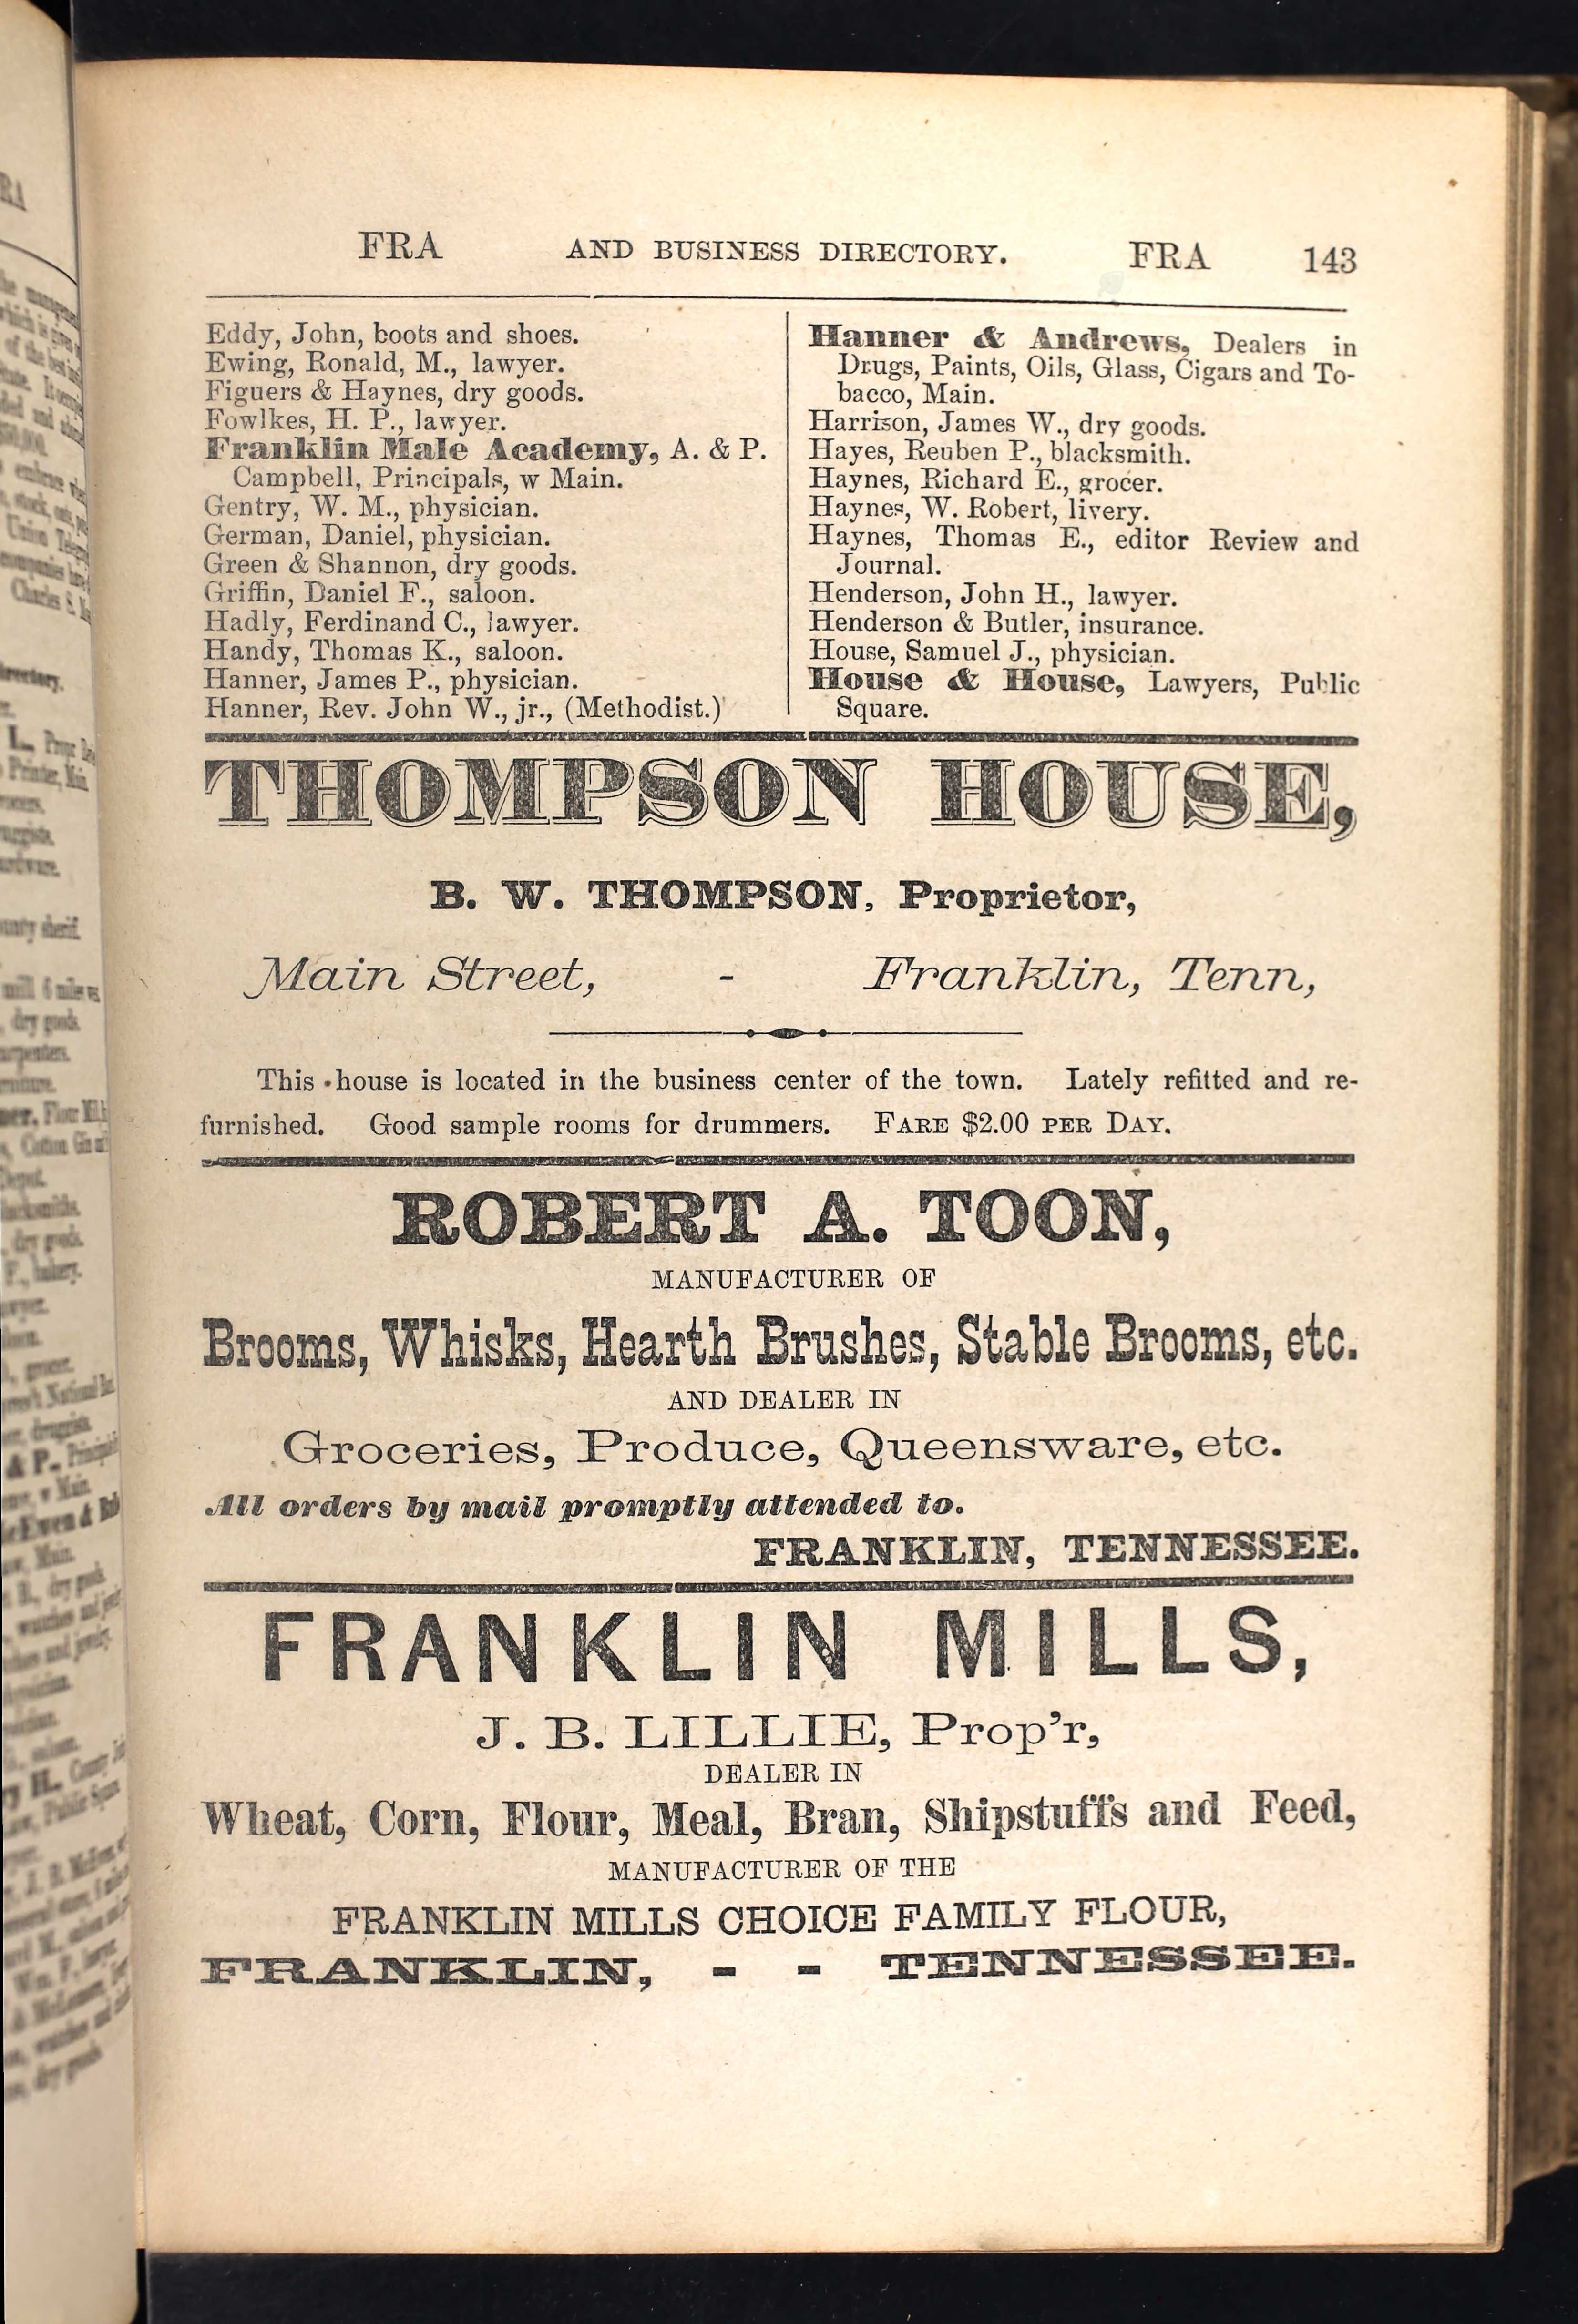 FRA AND BUSINESS DIRECTORY. FRA 143
Eddy, John, boots and shoes.
Ewing, Ronald, M., lawyer.
Figuers & Haynes, dry goods.
Fowlkes, H. P., lawyer.
Franklin Male Academy, A. & P.
Campbell, Principals, w Main.
Gentry, W. M., physician.
German, Daniel, physician.
Green & Shannon, dry goods.
Griffin, Daniel F., saloon.
Hadly, Ferdinand C., lawyer.
Handy, Thomas K., saloon.
Hanner, James P., physician.
Hanner, Rev. John W., jr., (Methodist.)
Hanner & Andrews, Dealers in
Drugs, Paints, Oils, Glass, Cigars and To-
bacco, Main.
Harrison, James W., dry goods.
Hayes, Reuben P., blacksmith.
Haynes, Richard E., grocer.
Haynes, W. Robert, livery.
Haynes, Thomas E., editor Review and
Journal.
Henderson, John H., lawyer.
Henderson & Butler, insurance.
House, Samuel J., physician.
House & House, Lawyers, Public
Square.
THOMPSON HOUSE,
B. W. THOMPSON, Proprietor,
Main Street, - Franklin, Tenn,
This house is located in the business center of the town. Lately refitted and re-
furnished. Good sample rooms for drummers. FARE $2.00 PER DAY.
ROBERT A. TOON,
MANUFACTURER OF
Brooms, Whisks, Hearth Brushes, Stable Brooms, etc.
AND DEALER IN
Groceries, Produce, Queensware, etc.
All orders by mail promptly attended to.
FRANKLIN, TENNESSEE.
FRANKLIN MILLS,
J. B. LILLIE, Prop'r,
DEALER IN
Wheat, Corn, Flour, Meal, Bran, Shipstuffs and Feed,
MANUFACTURER OF THE
FRANKLIN MILLS CHOICE FAMILY FLOUR,
FRANKLIN, - - TENNESSEE.